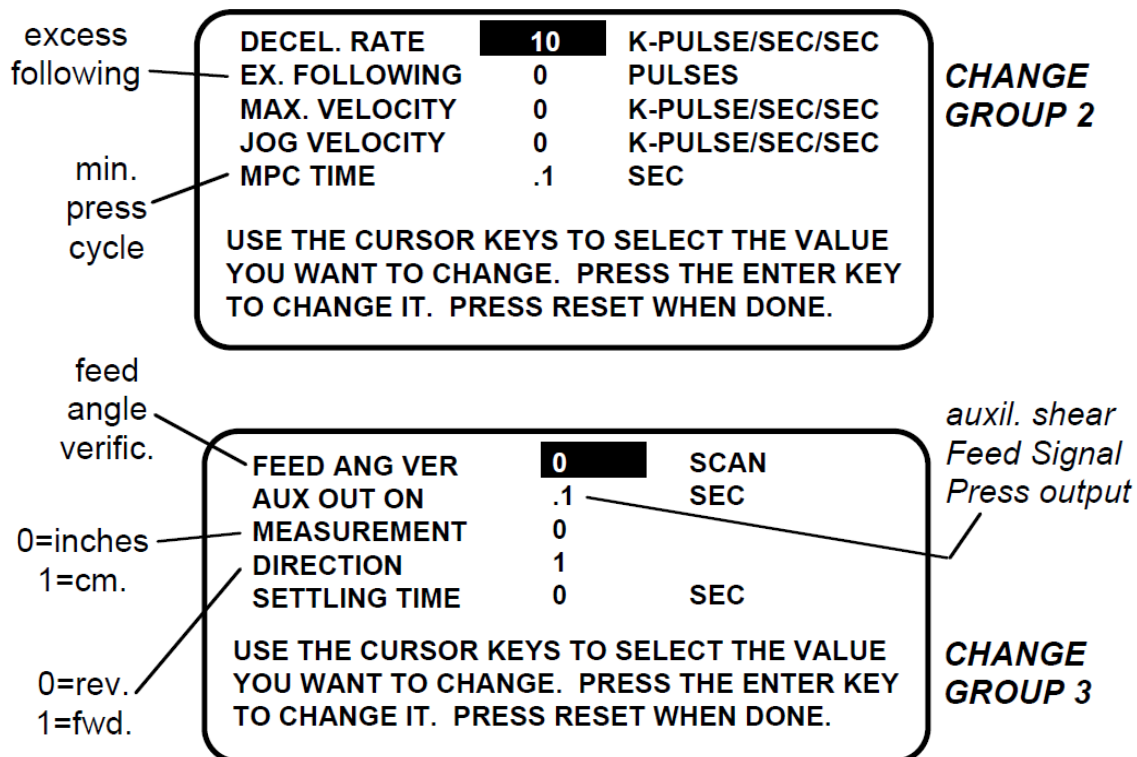 excess
following
DECEL. RATE 10 K-PULSE/SEC/SEC
EX. FOLLOWING 0 PULSES
MAX. VELOCITY 0 K-PULSE/SEC/SEC
JOG VELOCITY 0 K-PULSE/SEC/SEC
MPC TIME .1 SEC
min.
press
cycle
USE THE CURSOR KEYS TO SELECT THE VALUE
YOU WANT TO CHANGE. PRESS THE ENTER KEY
TO CHANGE IT. PRESS RESET WHEN DONE.
CHANGE
GROUP 2
feed
angle
verific.
FEED ANG VER 0 SCAN
AUX OUT ON .1 SEC
MEASUREMENT 0
DIRECTION 1
SETTLING TIME 0 SEC
auxil. shear
Feed Signal
Press output
0=inches
1=cm.
0=rev.
1=fwd.
USE THE CURSOR KEYS TO SELECT THE VALUE
YOU WANT TO CHANGE. PRESS THE ENTER KEY
TO CHANGE IT. PRESS RESET WHEN DONE.
CHANGE
GROUP 3